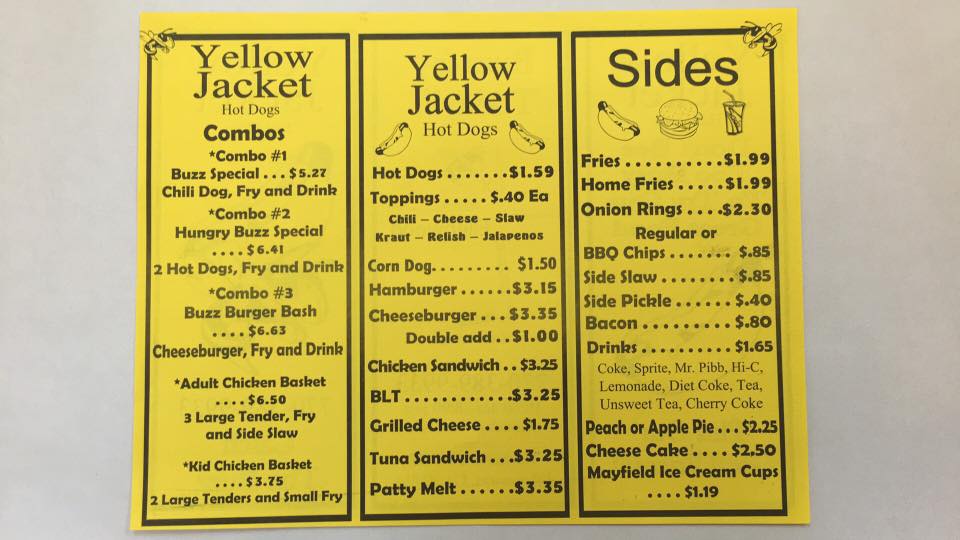 Yellow
Jacket
Hot Dogs
Combos
*Combo #1
Buzz Special . . . $5.27
Chili Dog, Fry and Drink
*Combo #2
Hungry Buzz Special
. . . . $6.41
2 Hot Dogs, Fry and Drink
*Combo #3
Buzz Burger Bash
. . . . $6.63
Cheeseburger, Fry and Drink
*Adult Chicken Basket
. . . . $6.50
3 Large Tender, Fry
and Side Slaw
*Kid Chicken Basket
. . . . $3.75
2 Large Tenders and Small Fry
Yellow
Jacket
Hot Dogs
Hot Dogs . . . . . . . $1.59
Toppings . . . . . $.40 Ea
Chili – Cheese – Slaw
Kraut – Relish – Jalapenos
Corn Dog. . . . . . . . . $1.50
Hamburger . . . . . . $3.15
Cheeseburger . . . $3.35
Double add . . $1.00
Chicken Sandwich . . $3.25
BLT . . . . . . . . . . . . $3.25
Grilled Cheese . . . . $1.75
Tuna Sandwich . . . $3.25
Patty Melt . . . . . . $3.35
Sides
Fries . . . . . . . . . . $1.99
Home Fries . . . . . $1.99
Onion Rings . . . . $2.30
Regular or
BBQ Chips . . . . . . . $.85
Side Slaw . . . . . . . . $.85
Side Pickle . . . . . . $.40
Bacon . . . . . . . . . $.80
Drinks . . . . . . . . . $1.65
Coke, Sprite, Mr. Pibb, Hi-C,
Lemonade, Diet Coke, Tea,
Unsweet Tea, Cherry Coke
Peach or Apple Pie . . . $2.25
Cheese Cake . . . . $2.50
Mayfield Ice Cream Cups
. . . . $1.19